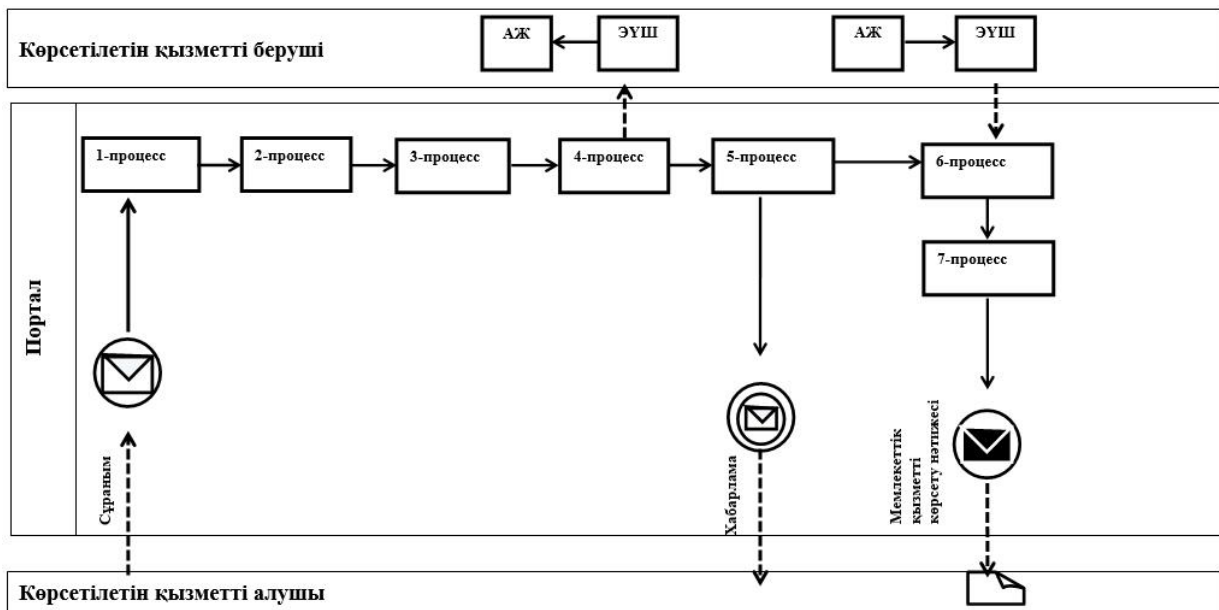 Көрсетілетін қызметті беруші
АЖ
ЭҮШ
АЖ
ЭҮШ
Портал
1-процесс
2-процесс
3-процесс
4-процесс
5-процесс
6-процесс
7-процесс
Сұраным
Хабарлама
Мемлекеттік
қызметті
көрсету нәтижесі
Көрсетілетін қызметті алушы